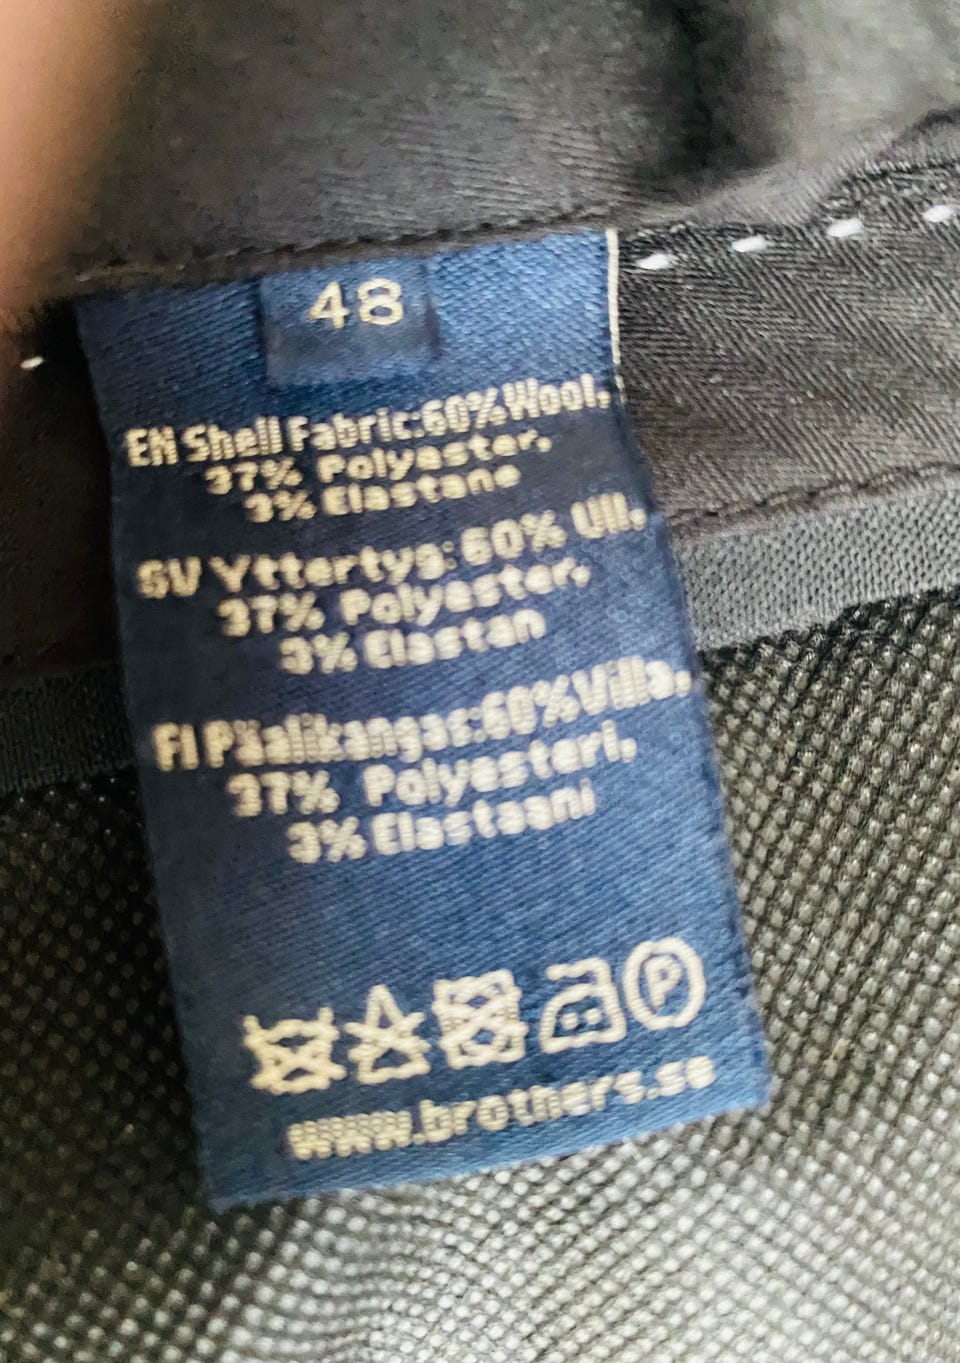 48
EN Shell Fabric:60%Wool,
37% Polyester,
3% Elastane
SV Yttertyg: 60% Ull,
37% Polyester,
3% Elastan
FI Päälikangas:60%Villa,
37% Polyesteri,
3% Elastaani
P
www.brothers.se